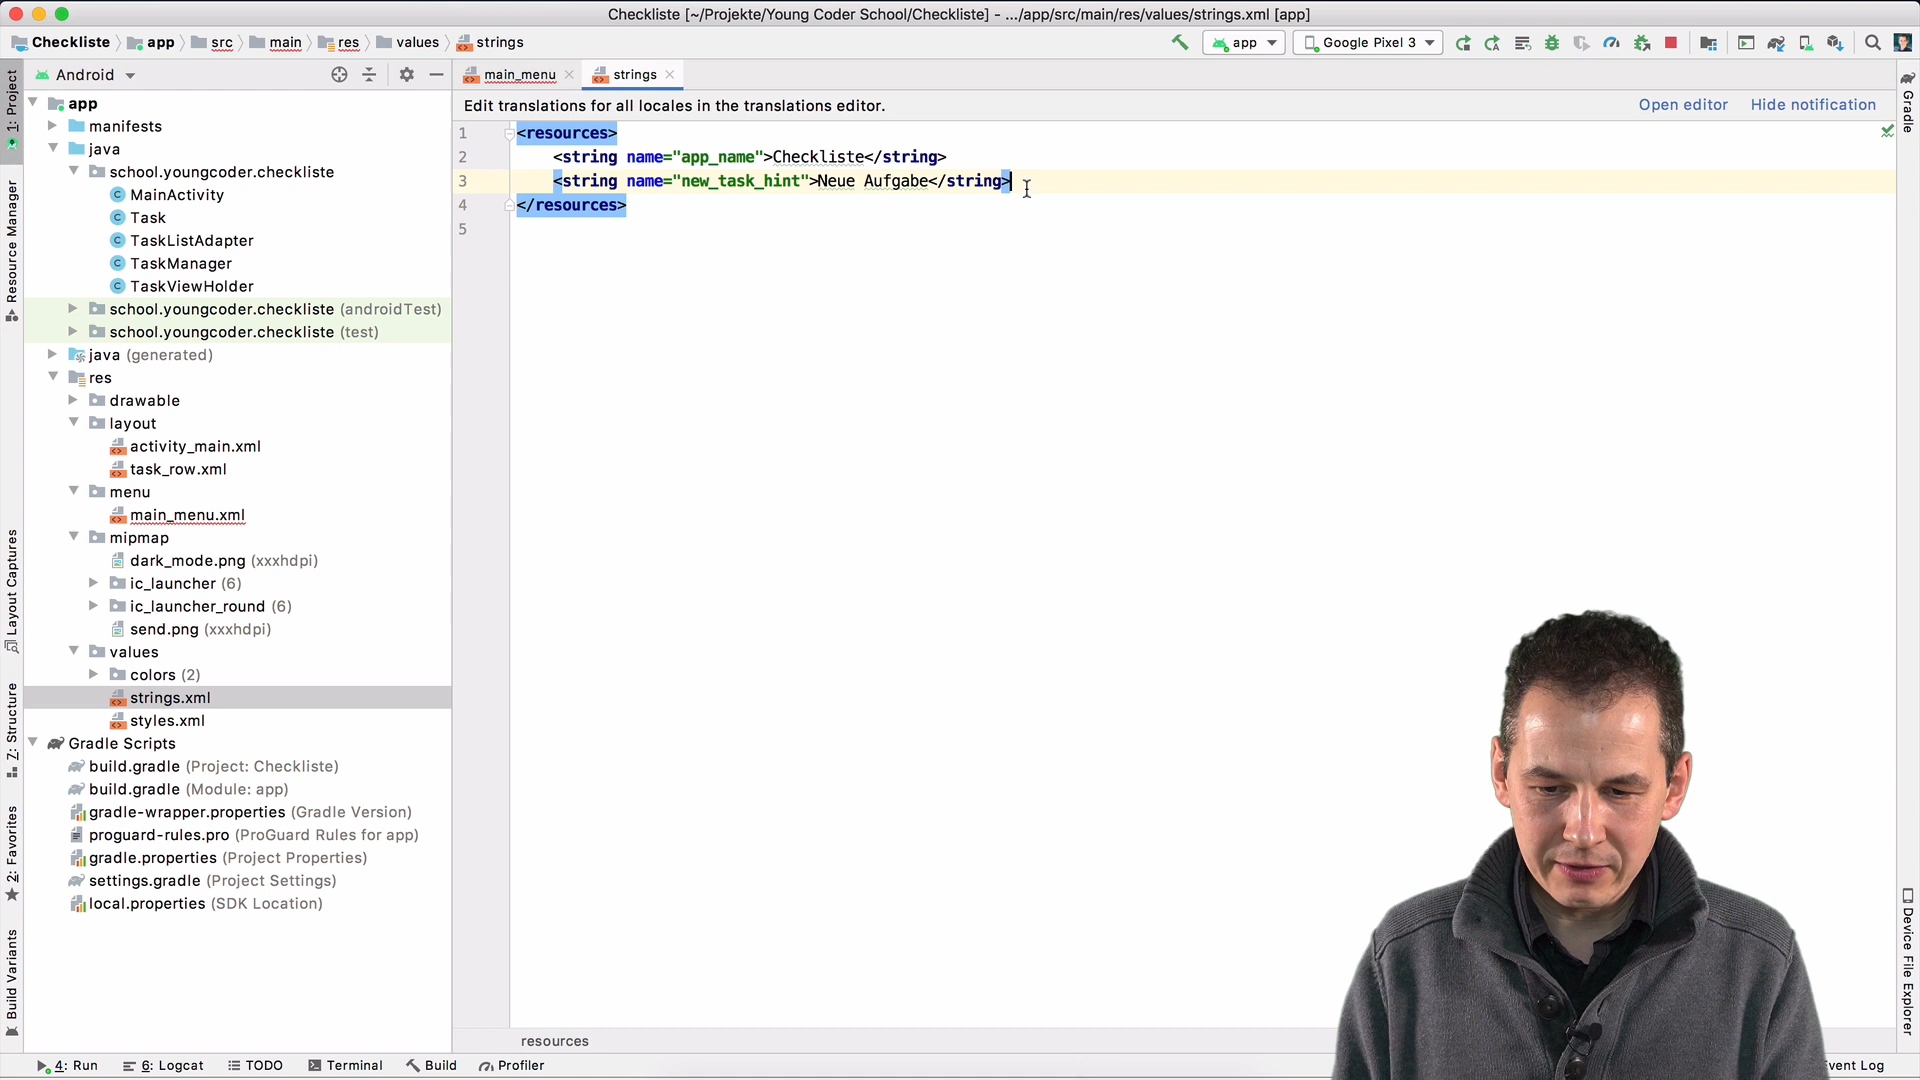 Checkliste [~/Projekte/Young Coder School/Checkliste] - .../app/src/main/res/values/strings.xml [app]
Checkliste app src main res values strings
app Google Pixel 3
Android
main_menu strings
Edit translations for all locales in the translations editor. Open editor Hide notification
1 <resources>
2 <string name="app_name">Checkliste</string>
3 <string name="new_task_hint">Neue Aufgabe</string>
4 </resources>
5
app
manifests
java
school.youngcoder.checkliste
MainActivity
Task
TaskListAdapter
TaskManager
TaskViewHolder
school.youngcoder.checkliste (androidTest)
school.youngcoder.checkliste (test)
java (generated)
res
drawable
layout
activity_main.xml
task_row.xml
menu
main_menu.xml
mipmap
dark_mode.png (xxxhdpi)
ic_launcher (6)
ic_launcher_round (6)
send.png (xxxhdpi)
values
colors (2)
strings.xml
styles.xml
Gradle Scripts
build.gradle (Project: Checkliste)
build.gradle (Module: app)
gradle-wrapper.properties (Gradle Version)
proguard-rules.pro (ProGuard Rules for app)
gradle.properties (Project Properties)
settings.gradle (Project Settings)
local.properties (SDK Location)
1: Project
Resource Manager
Layout Captures
Z: Structure
2: Favorites
Build Variants
Gradle
Device File Explorer
resources
4: Run 6: Logcat TODO Terminal Build Profiler vent Log